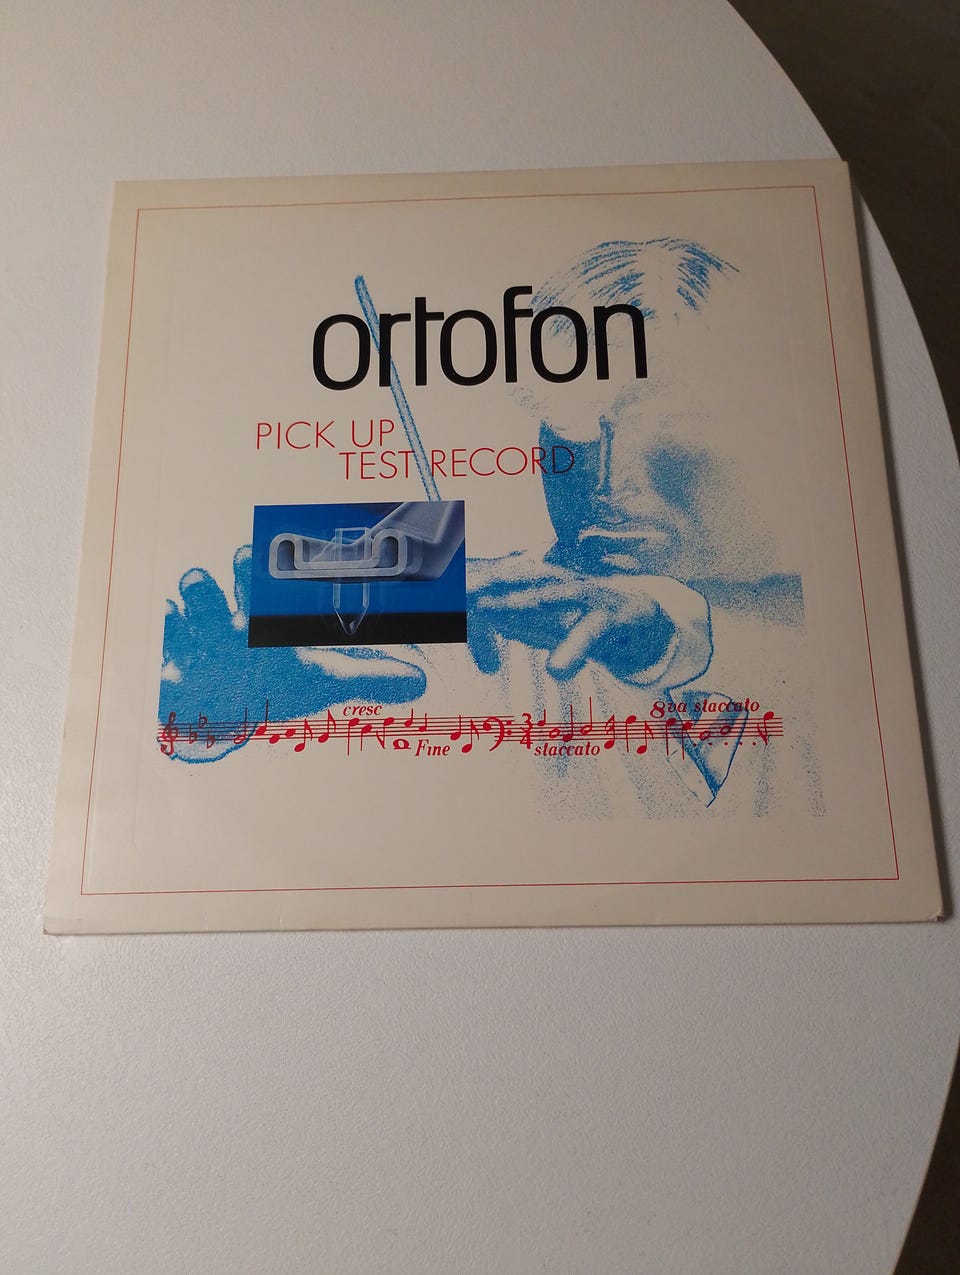 ortofon
PICK UP
TEST RECORD
cresc
Fine
staccato
8va staccato